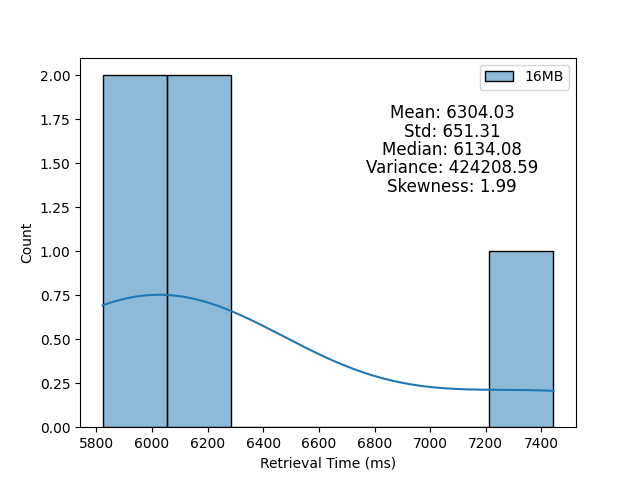 16MB
Mean: 6304.03
Std: 651.31
Median: 6134.08
Variance: 424208.59
Skewness: 1.99
2.00
1.75
1.50
1.25
1.00
0.75
0.50
0.25
0.00
Count
5800 6000 6200 6400 6600 6800 7000 7200 7400
Retrieval Time (ms)